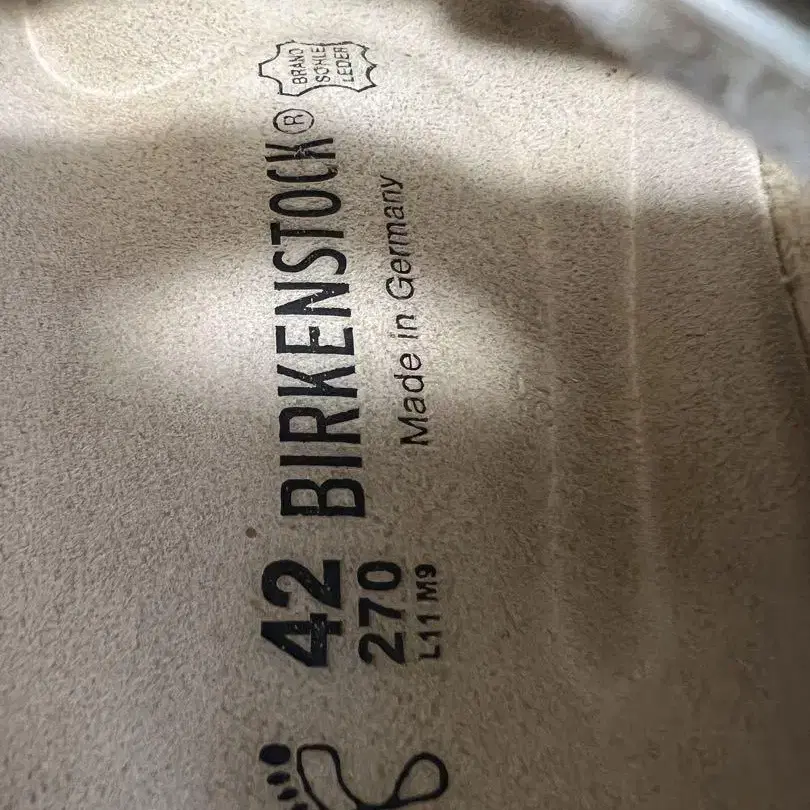 BRAND
SOHLE
LEDER
BIRKENSTOCK®
Made in Germany
42
270
L11 M9